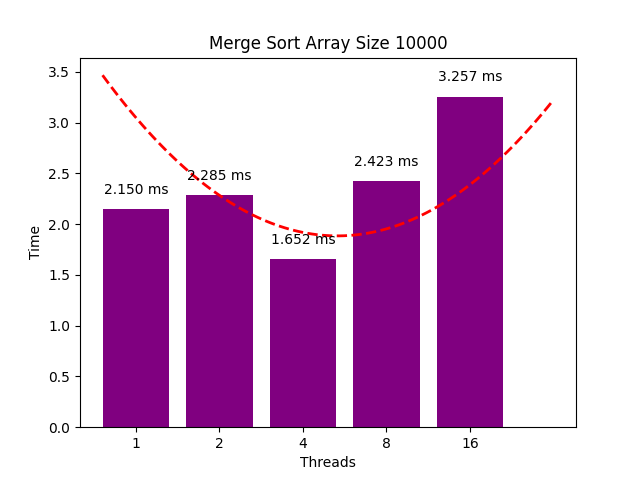 Merge Sort Array Size 10000
3.5
3.0
2.5
2.0
1.5
1.0
0.5
0.0
Time
2.150 ms
2.285 ms
1.652 ms
2.423 ms
3.257 ms
1 2 4 8 16
Threads